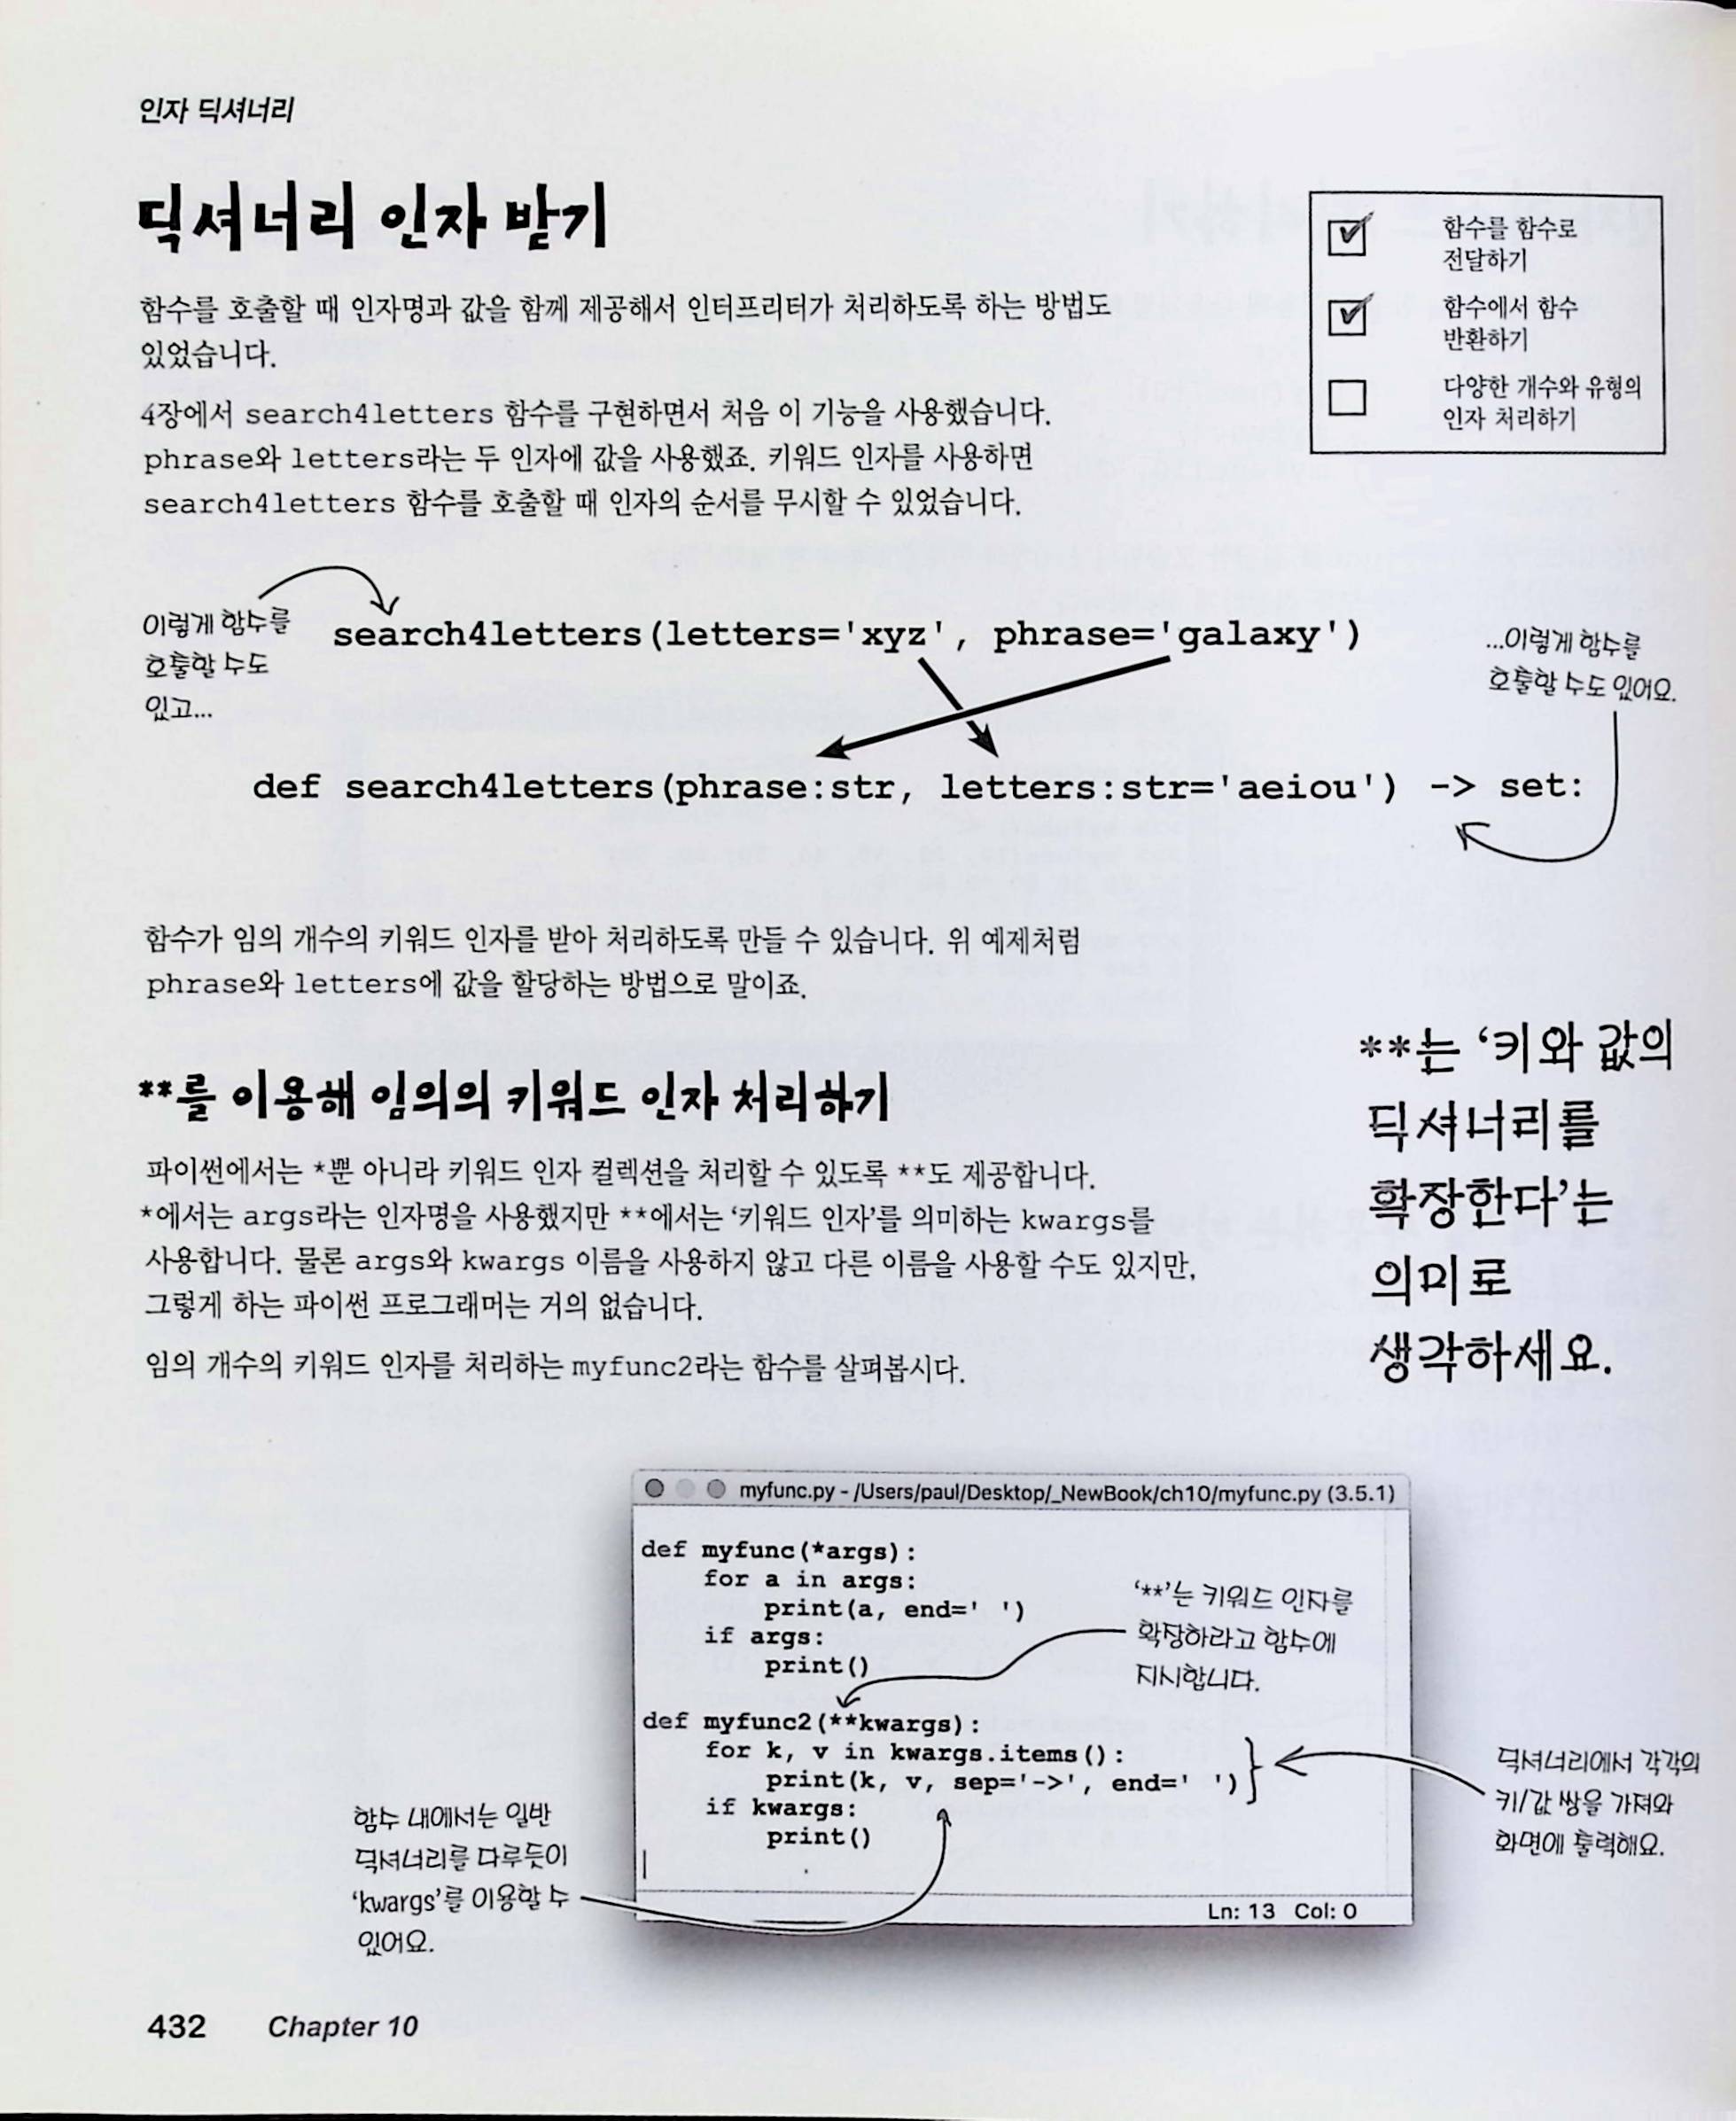 인자 딕셔너리
딕셔너리 인자 받기
함수를 호출할 때 인자명과 값을 함께 제공해서 인터프리터가 처리하도록 하는 방법도
있었습니다.
4장에서 search4letters 함수를 구현하면서 처음 이 기능을 사용했습니다.
phrase와 letters라는 두 인자에 값을 사용했죠. 키워드 인자를 사용하면
search4letters 함수를 호출할 때 인자의 순서를 무시할 수 있었습니다.
함수를 함수로
전달하기
함수에서 함수
반환하기
다양한 개수와 유형의
인자 처리하기
이렇게 함수를
호출할 수도
있고...
search4letters(letters='xyz', phrase='galaxy')
...이렇게 함수를
호출할 수도 있어요.
def search4letters(phrase:str, letters:str='aeiou') -> set:
함수가 임의 개수의 키워드 인자를 받아 처리하도록 만들 수 있습니다. 위 예제처럼
phrase와 letters에 값을 할당하는 방법으로 말이죠.
**를 이용해 임의의 키워드 인자 처리하기
파이썬에서는 *뿐 아니라 키워드 인자 컬렉션을 처리할 수 있도록 **도 제공합니다.
*에서는 args라는 인자명을 사용했지만 **에서는 ‘키워드 인자’를 의미하는 kwargs를
사용합니다. 물론 args와 kwargs 이름을 사용하지 않고 다른 이름을 사용할 수도 있지만,
그렇게 하는 파이썬 프로그래머는 거의 없습니다.
임의 개수의 키워드 인자를 처리하는 myfunc2라는 함수를 살펴봅시다.
**는 ‘키와 값의
딕셔너리를
확장한다’는
의미로
생각하세요.
myfunc.py - /Users/paul/Desktop/_NewBook/ch10/myfunc.py (3.5.1)
def myfunc(*args):
    for a in args:
        print(a, end=' ')
    if args:
        print()
‘**’는 키워드 인자를
확장하라고 함수에
지시합니다.
def myfunc2(**kwargs):
    for k, v in kwargs.items():
        print(k, v, sep='->', end=' ')
    if kwargs:
        print()
Ln: 13 Col: 0
딕셔너리에서 각각의
키/값 쌍을 가져와
화면에 출력해요.
함수 내에서는 일반
딕셔너리를 다루듯이
‘kwargs’를 이용할 수
있어요.
432 Chapter 10